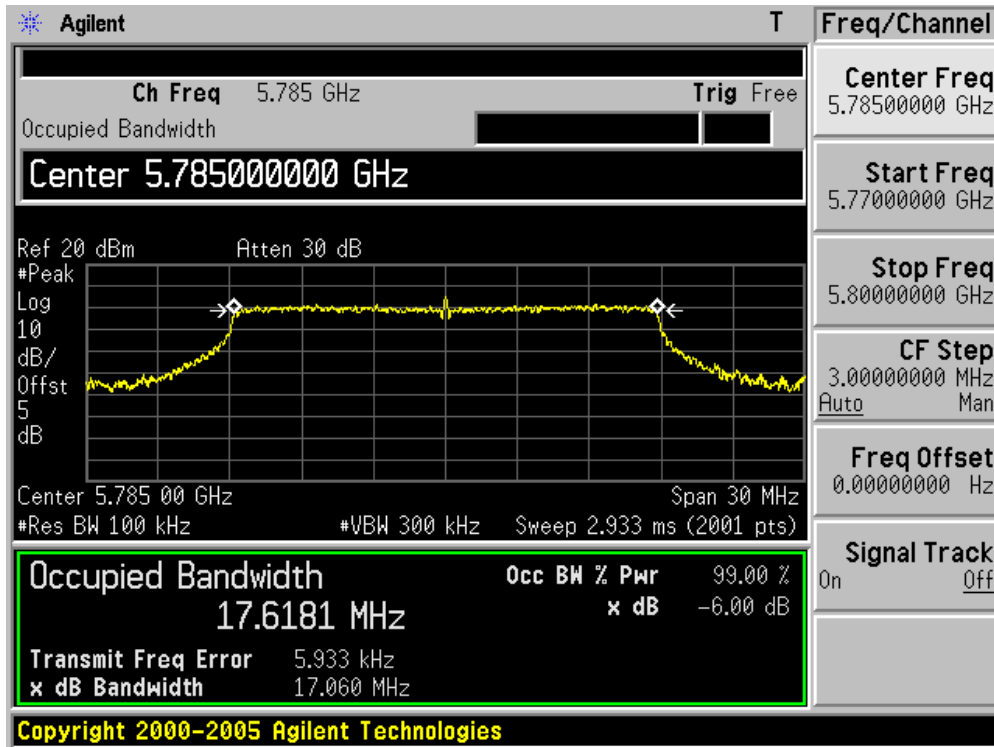 Agilent T
Ch Freq 5.785 GHz Trig Free
Occupied Bandwidth
Center 5.785000000 GHz
Ref 20 dBm Atten 30 dB
#Peak
Log
10
dB/
Offst
5
dB
Center 5.785 00 GHz Span 30 MHz
#Res BW 100 kHz #VBW 300 kHz Sweep 2.933 ms (2001 pts)
Occupied Bandwidth Occ BW % Pwr 99.00 %
17.6181 MHz x dB -6.00 dB
Transmit Freq Error 5.933 kHz
x dB Bandwidth 17.060 MHz
Copyright 2000-2005 Agilent Technologies
Freq/Channel
Center Freq
5.78500000 GHz
Start Freq
5.77000000 GHz
Stop Freq
5.80000000 GHz
CF Step
3.00000000 MHz
Auto Man
Freq Offset
0.00000000 Hz
Signal Track
On Off